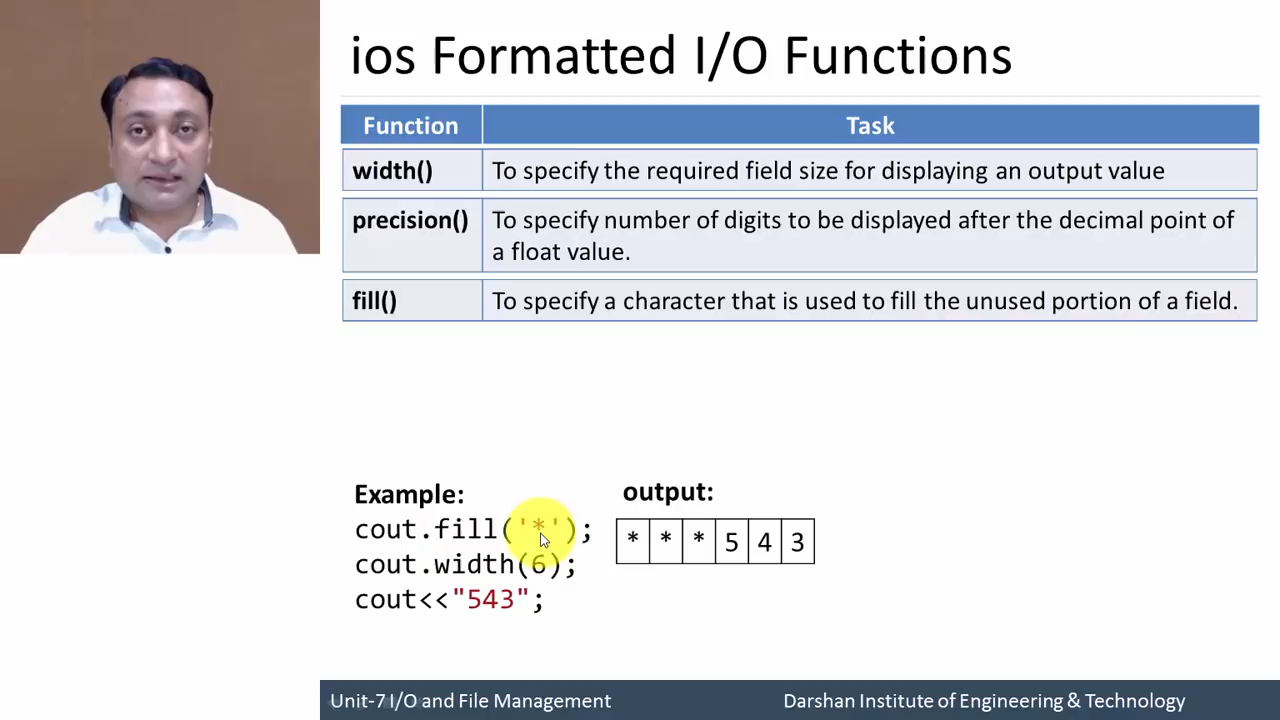 ios Formatted I/O Functions
Function Task
width() To specify the required field size for displaying an output value
precision() To specify number of digits to be displayed after the decimal point of
a float value.
fill() To specify a character that is used to fill the unused portion of a field.
Example:
cout.fill('*');
cout.width(6);
cout<<"543";
output:
* * * 5 4 3
Unit-7 I/O and File Management Darshan Institute of Engineering & Technology